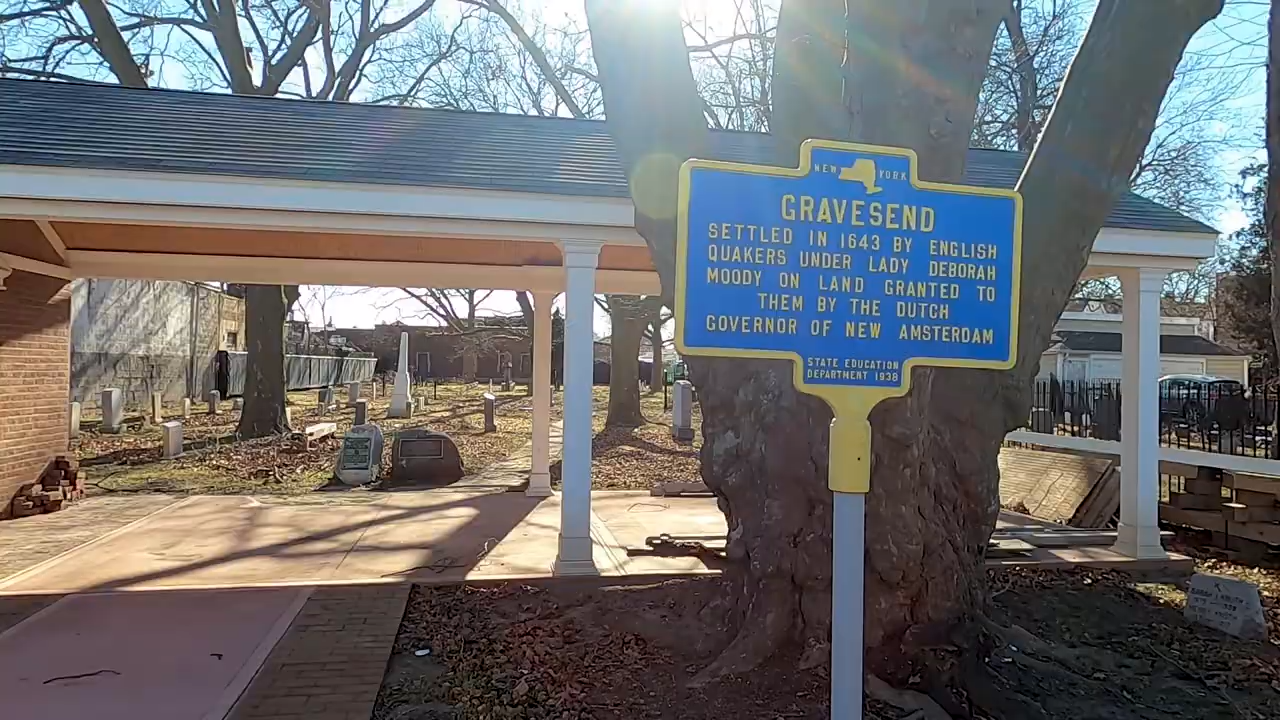 NEW YORK
GRAVESEND
SETTLED IN 1643 BY ENGLISH
QUAKERS UNDER LADY DEBORAH
MOODY ON LAND GRANTED TO
THEM BY THE DUTCH
GOVERNOR OF NEW AMSTERDAM
STATE EDUCATION
DEPARTMENT 1938